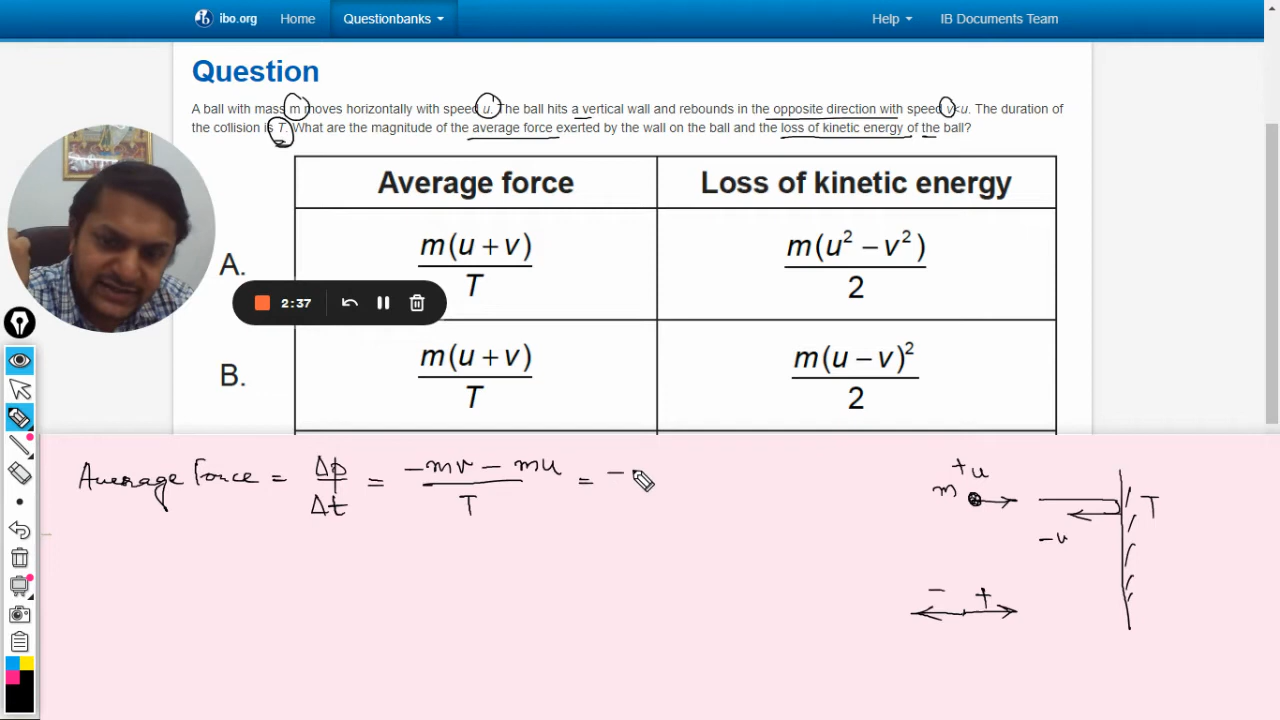 ibo.org Home Questionbanks Help IB Documents Team
Question
A ball with mass m moves horizontally with speed u. The ball hits a vertical wall and rebounds in the opposite direction with speed v<u. The duration of
the collision is T. What are the magnitude of the average force exerted by the wall on the ball and the loss of kinetic energy of the ball?
Average force Loss of kinetic energy
A. m(u + v)/T m(u² − v²)/2
2:37
B. m(u + v)/T m(u − v)²/2
Average Force = Δp/Δt = (−mv − mu)/T = −
+u
m
T
−v
− +